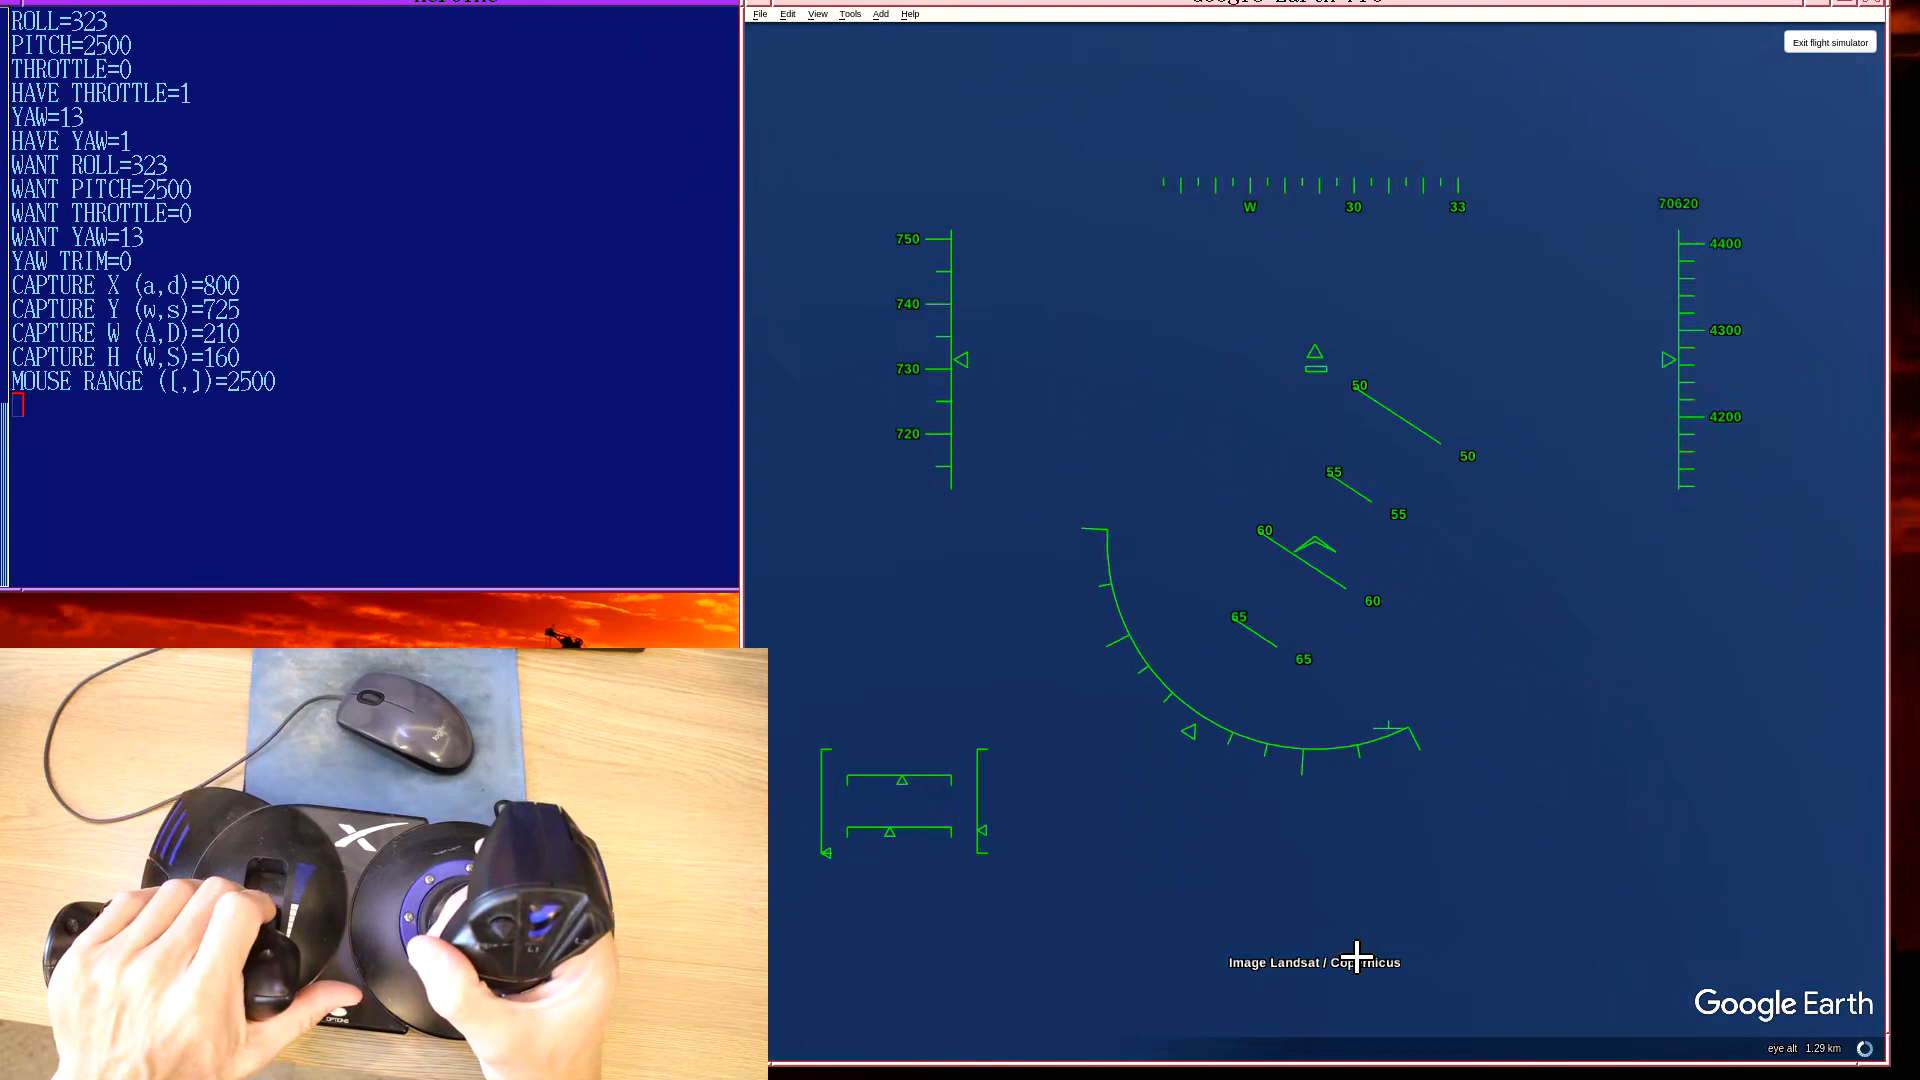 ROLL=323
PITCH=2500
THROTTLE=0
HAVE THROTTLE=1
YAW=13
HAVE YAW=1
WANT ROLL=323
WANT PITCH=2500
WANT THROTTLE=0
WANT YAW=13
YAW TRIM=0
CAPTURE X (a,d)=800
CAPTURE Y (w,s)=725
CAPTURE W (A,D)=210
CAPTURE H (W,S)=160
MOUSE RANGE ([,])=2500
File Edit View Tools Add Help
Exit flight simulator
W 30 33
70620
750
740
730
720
4400
4300
4200
50 50
55 55
60 60
65 65
Image Landsat / Copernicus
Google Earth
eye alt 1.29 km